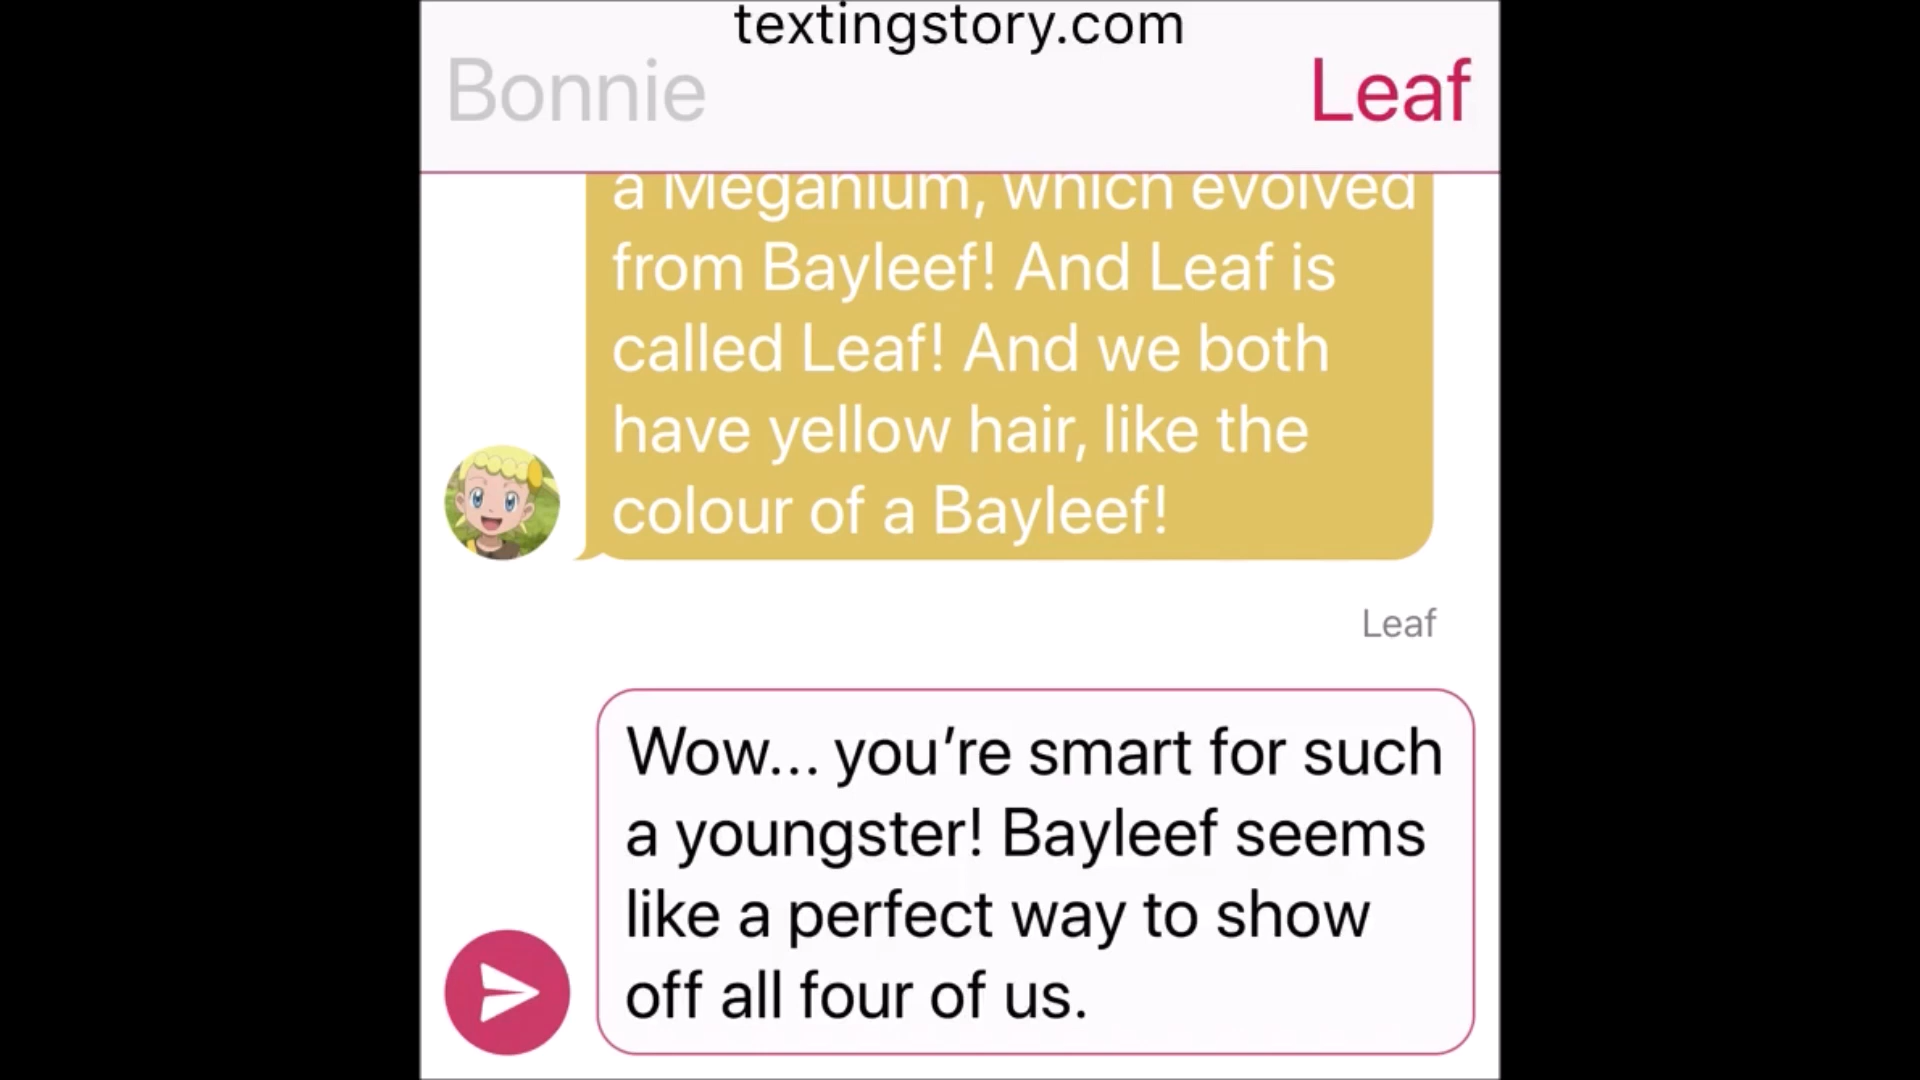 textingstory.com
Bonnie
Leaf
a Meganium, which evolved
from Bayleef! And Leaf is
called Leaf! And we both
have yellow hair, like the
colour of a Bayleef!
Leaf
Wow... you’re smart for such
a youngster! Bayleef seems
like a perfect way to show
off all four of us.